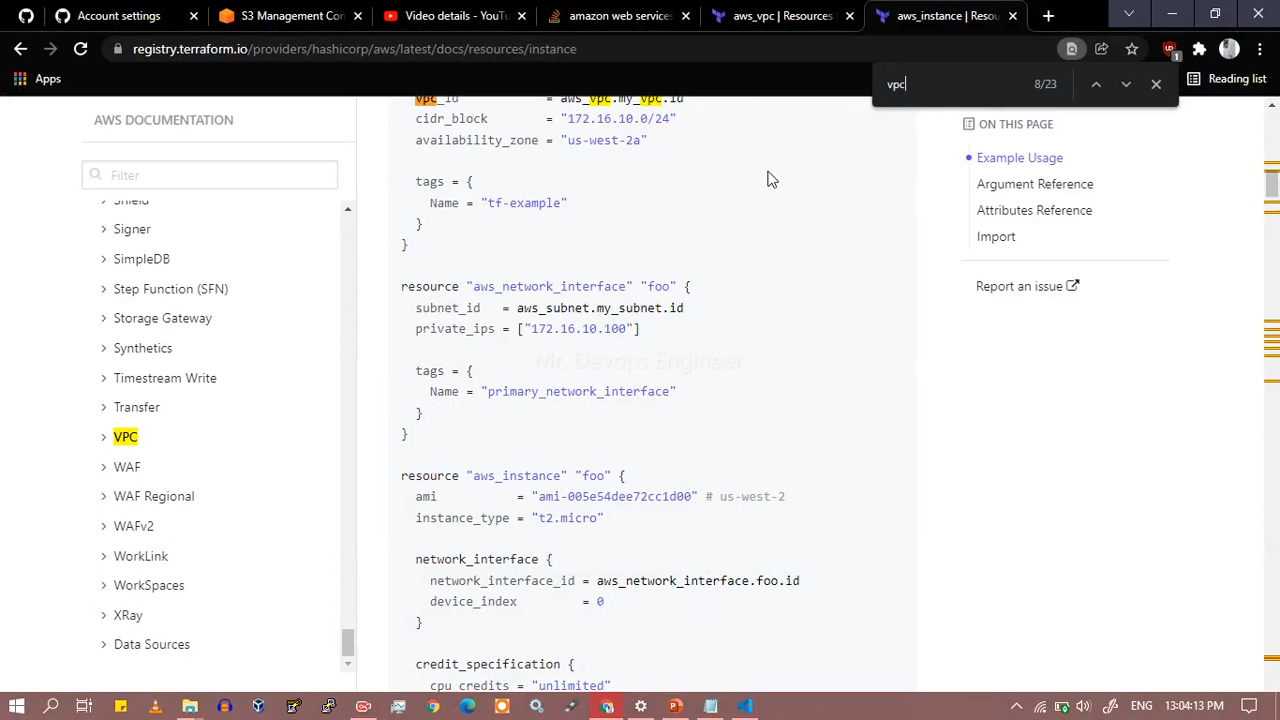 Account settings
S3 Management Con
Video details - YouTu
amazon web services
aws_vpc | Resources
aws_instance | Resou
registry.terraform.io/providers/hashicorp/aws/latest/docs/resources/instance
1
Apps
Reading list
vpc
8/23
AWS DOCUMENTATION
Filter
Shield
Signer
SimpleDB
Step Function (SFN)
Storage Gateway
Synthetics
Timestream Write
Transfer
VPC
WAF
WAF Regional
WAFv2
WorkLink
WorkSpaces
XRay
Data Sources
vpc_id = aws_vpc.my_vpc.id
cidr_block = "172.16.10.0/24"
availability_zone = "us-west-2a"
tags = {
Name = "tf-example"
}
}
resource "aws_network_interface" "foo" {
subnet_id = aws_subnet.my_subnet.id
private_ips = ["172.16.10.100"]
Mr. Devops Engineer
tags = {
Name = "primary_network_interface"
}
}
resource "aws_instance" "foo" {
ami = "ami-005e54dee72cc1d00" # us-west-2
instance_type = "t2.micro"
network_interface {
network_interface_id = aws_network_interface.foo.id
device_index = 0
}
credit_specification {
cpu_credits = "unlimited"
ON THIS PAGE
Example Usage
Argument Reference
Attributes Reference
Import
Report an issue
13:04:13 PM